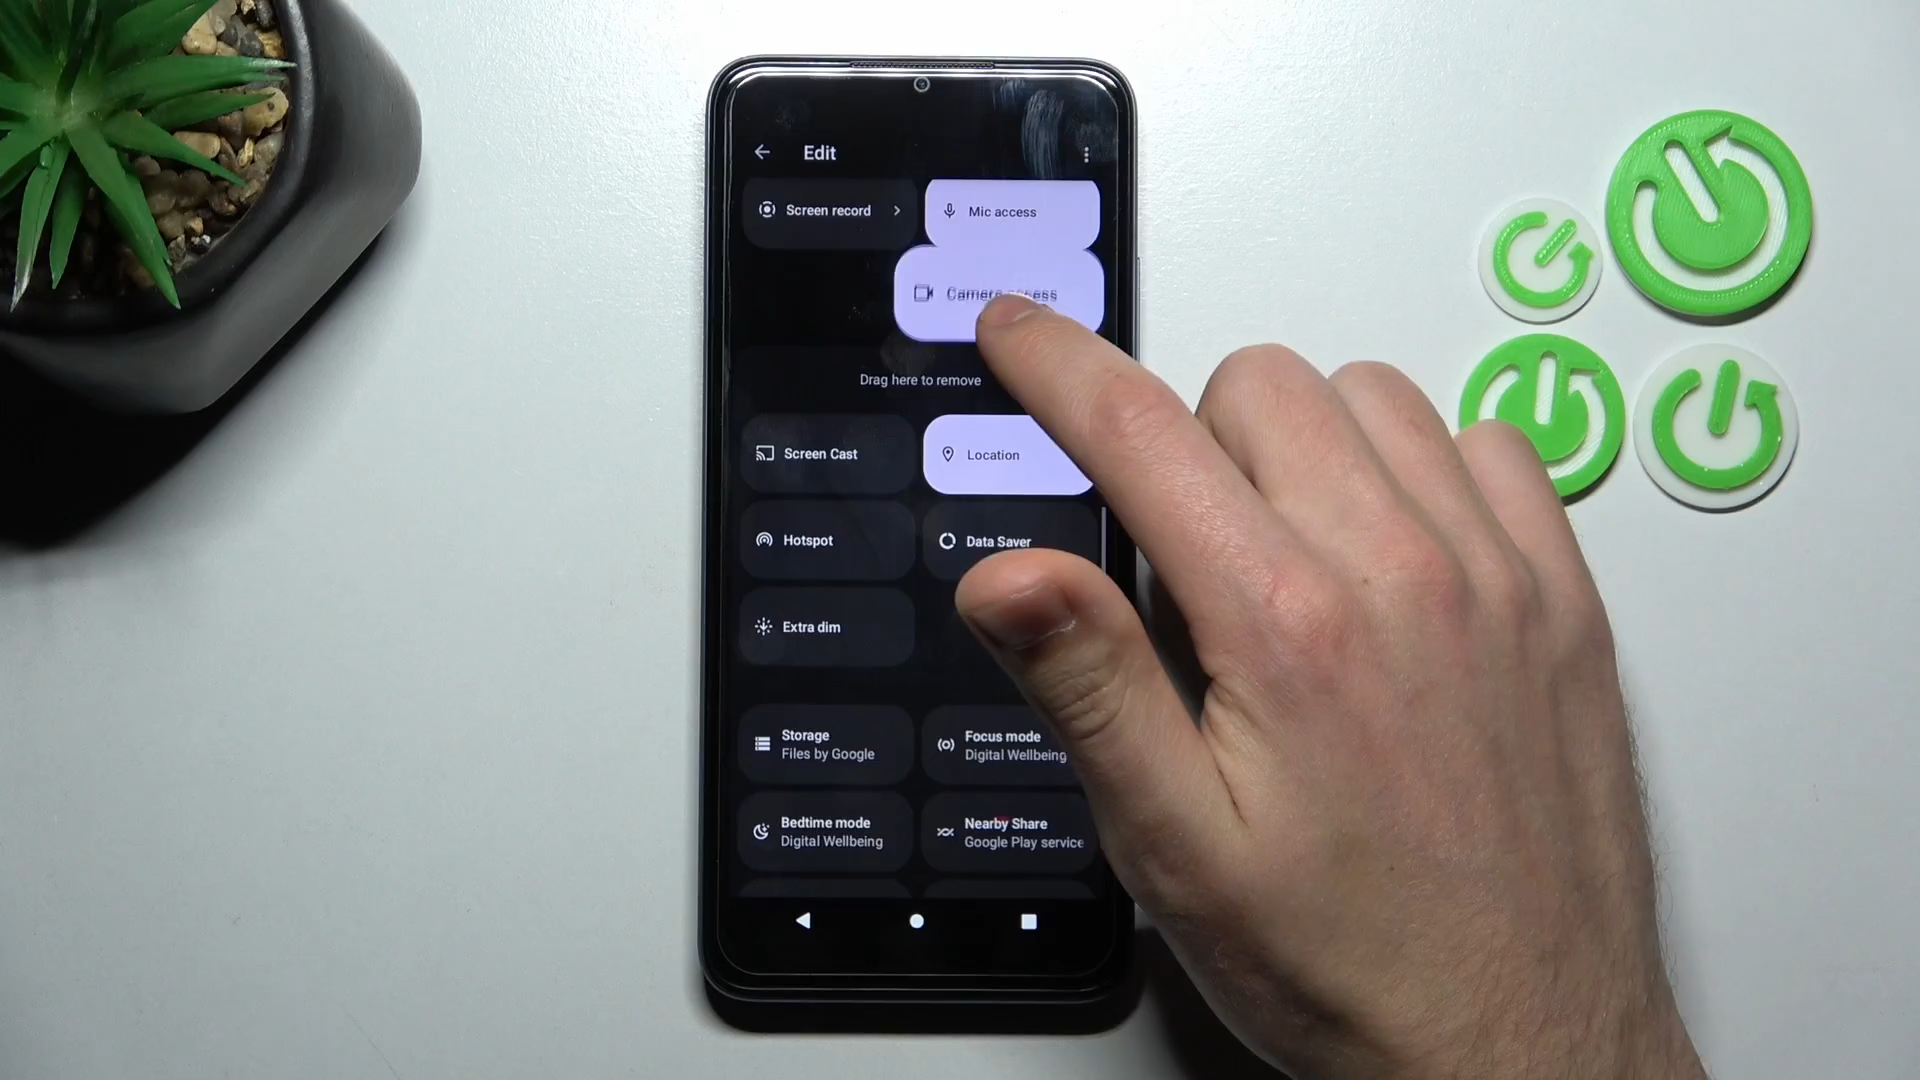 Edit
Screen record
Mic access
Camera access
Drag here to remove
Screen Cast
Location
Hotspot
Data Saver
Extra dim
Storage
Files by Google
Focus mode
Digital Wellbeing
Bedtime mode
Digital Wellbeing
Nearby Share
Google Play service